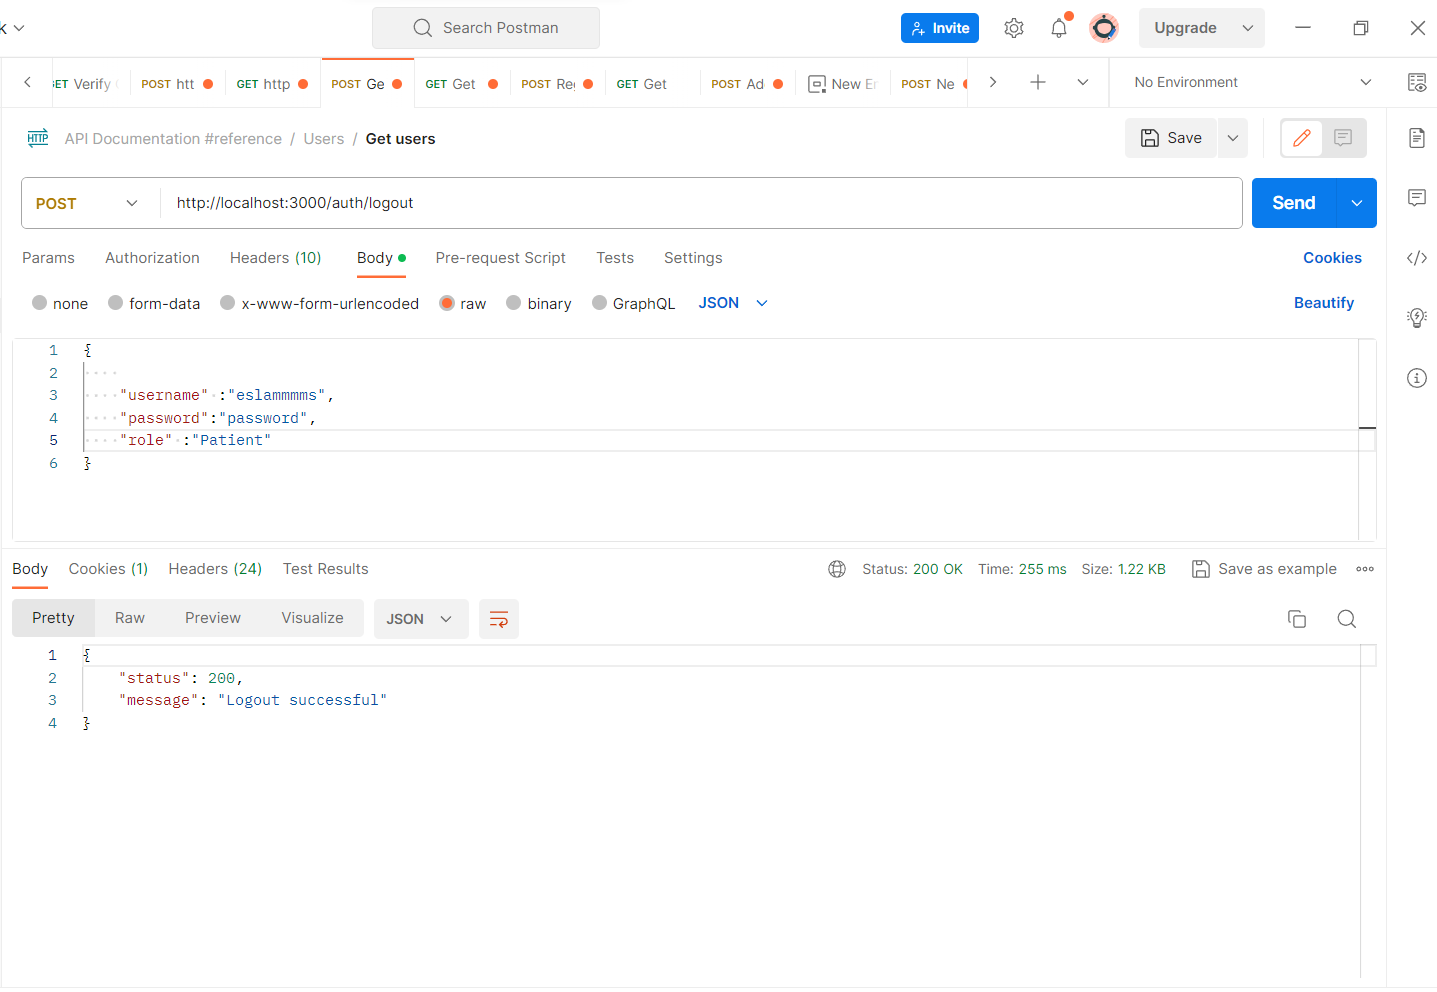 k
Search Postman
Invite
Upgrade
GET Verify
POST htt
GET http
POST Ge
GET Get
POST Re
GET Get
POST Ad
New En
POST Ne
No Environment
HTTP API Documentation #reference / Users / Get users
Save
POST
http://localhost:3000/auth/logout
Send
Params Authorization Headers (10) Body Pre-request Script Tests Settings
Cookies
none form-data x-www-form-urlencoded raw binary GraphQL JSON
Beautify
1 {
2
3 "username" :"eslammmms",
4 "password":"password",
5 "role" :"Patient"
6 }
Body Cookies (1) Headers (24) Test Results
Status: 200 OK Time: 255 ms Size: 1.22 KB Save as example
Pretty Raw Preview Visualize JSON
1 {
2 "status": 200,
3 "message": "Logout successful"
4 }